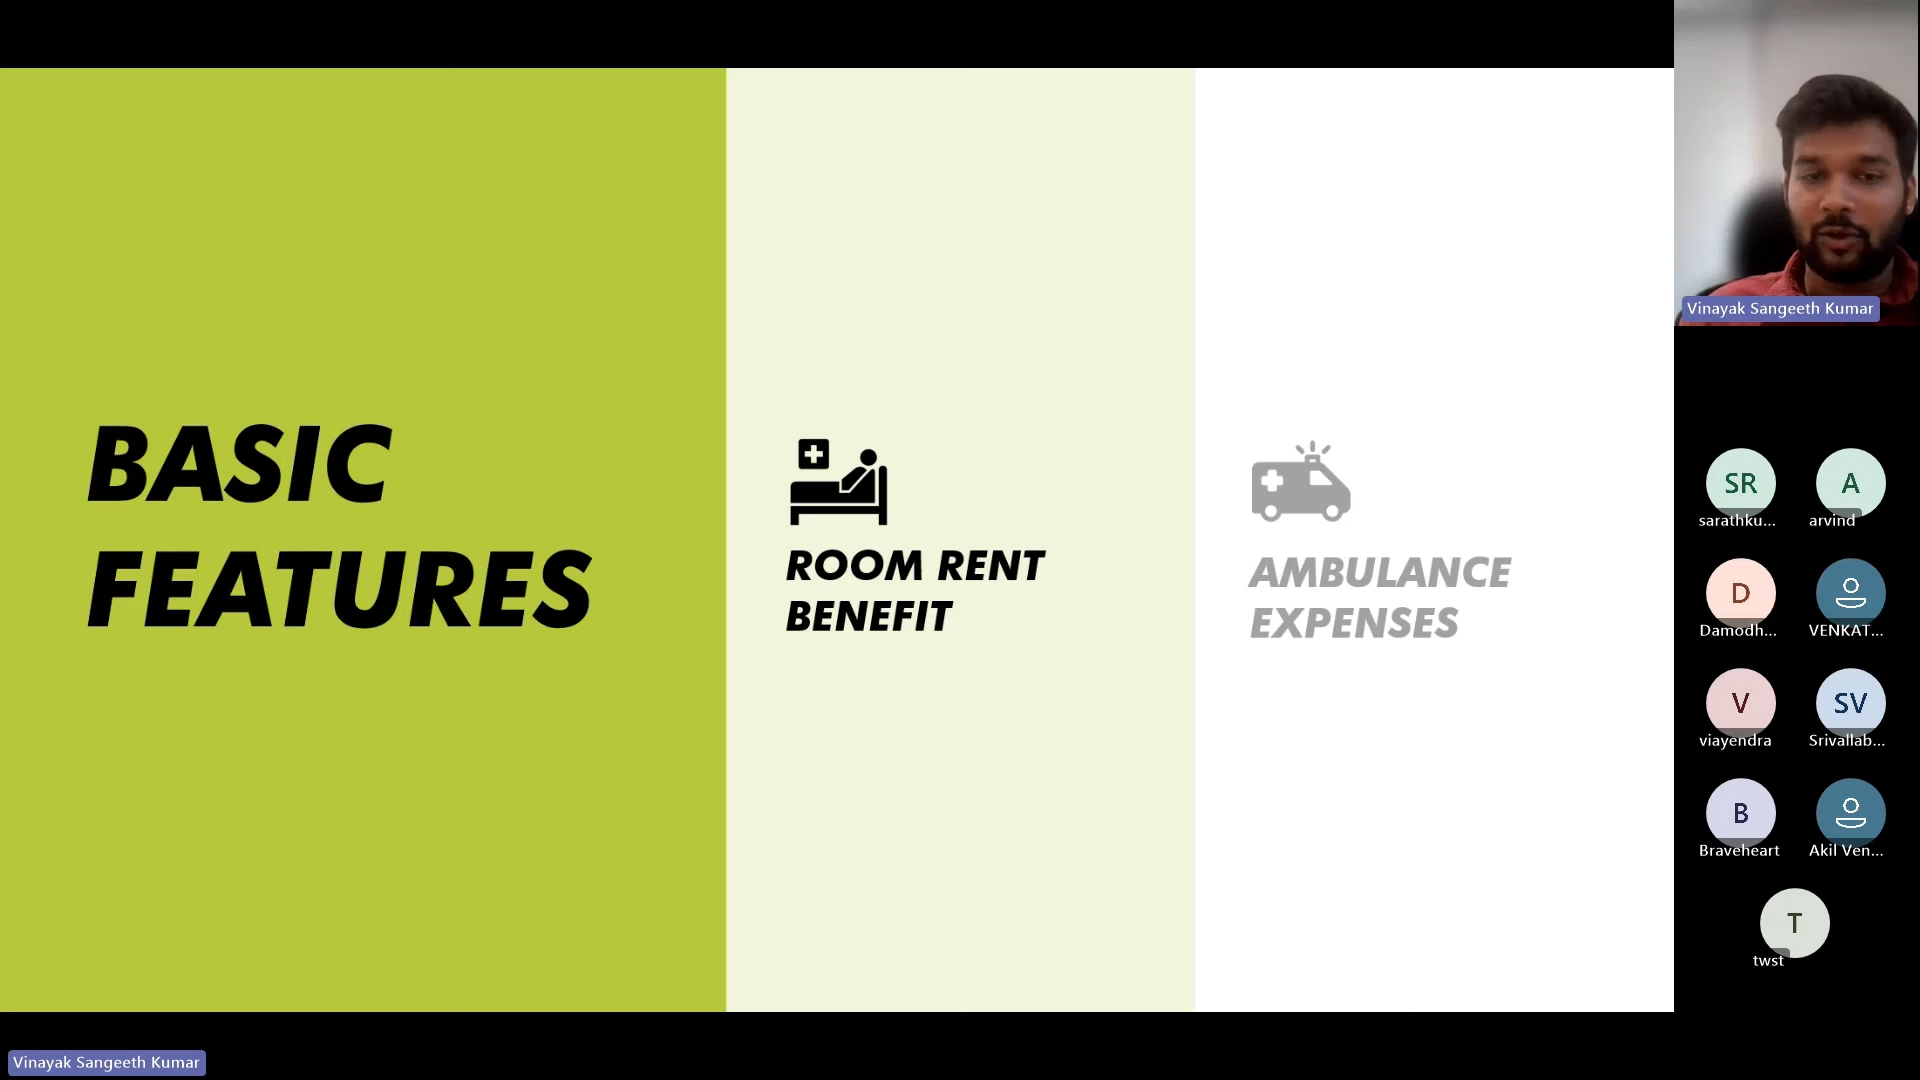 BASIC
FEATURES
ROOM RENT
BENEFIT
AMBULANCE
EXPENSES
Vinayak Sangeeth Kumar
SR
sarathku...
A
arvind
D
Damodh...
VENKAT...
V
viayendra
SV
Srivallab...
B
Braveheart
Akil Ven...
T
twst
Vinayak Sangeeth Kumar